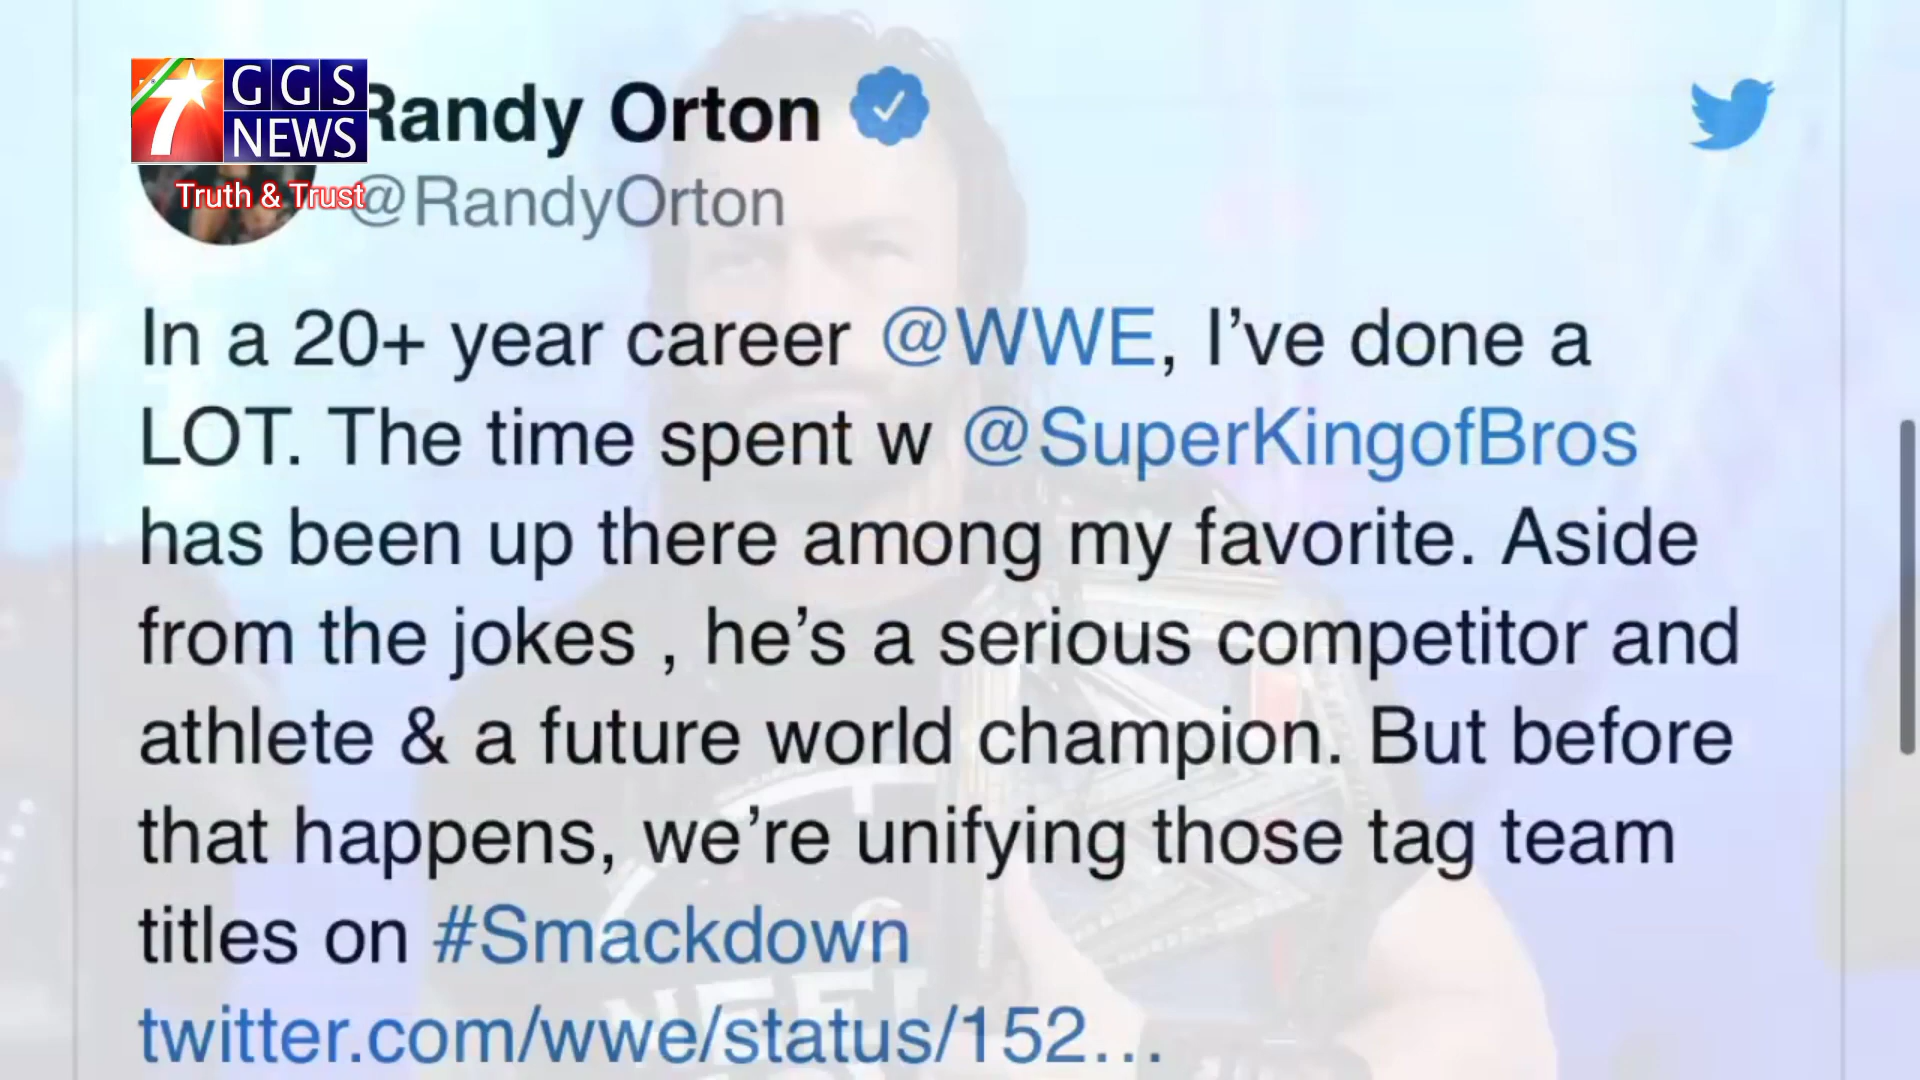 GGS
NEWS
Truth & Trust
Randy Orton
@RandyOrton
In a 20+ year career @WWE, I’ve done a
LOT. The time spent w @SuperKingofBros
has been up there among my favorite. Aside
from the jokes , he’s a serious competitor and
athlete & a future world champion. But before
that happens, we’re unifying those tag team
titles on #Smackdown
twitter.com/wwe/status/152...